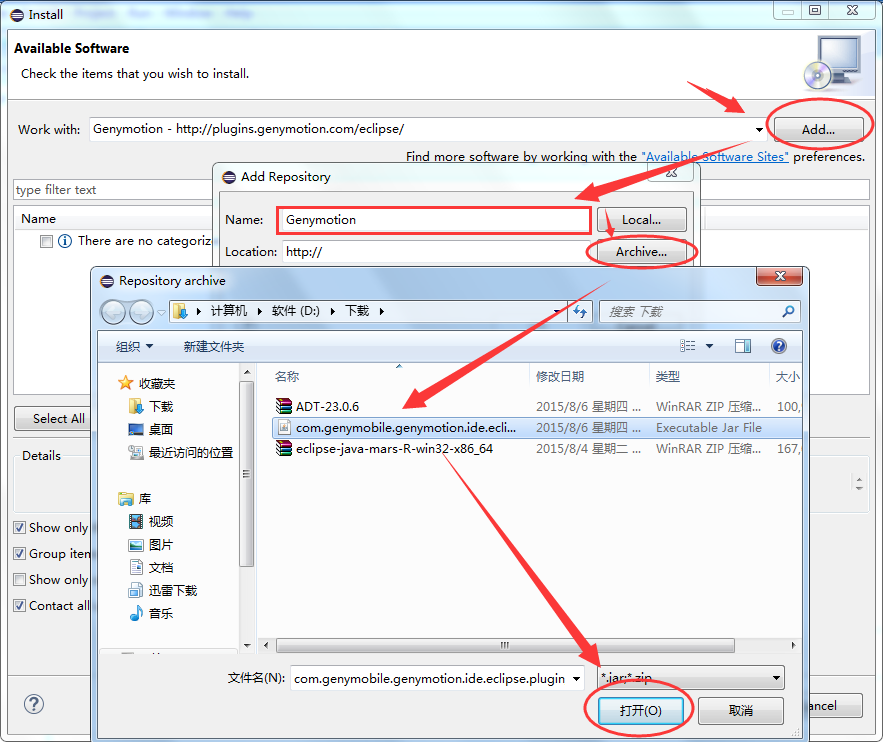 Install
Available Software
Check the items that you wish to install.
Work with: Genymotion - http://plugins.genymotion.com/eclipse/ Add...
Find more software by working with the "Available Software Sites" preferences.
type filter text
Name
There are no categoriz
Add Repository
Name: Genymotion Local...
Location: http:// Archive...
Repository archive
计算机 软件 (D:) 下载 搜索 下载
组织 新建文件夹
收藏夹
下载
桌面
最近访问的位置
库
视频
图片
文档
迅雷下载
音乐
名称 修改日期 类型 大小
ADT-23.0.6 2015/8/6 星期四 ... WinRAR ZIP 压缩... 100,
com.genymobile.genymotion.ide.ecli... 2015/8/6 星期四 ... Executable Jar File
eclipse-java-mars-R-win32-x86_64 2015/8/4 星期二 ... WinRAR ZIP 压缩... 167,
文件名(N): com.genymobile.genymotion.ide.eclipse.plugin *.jar;*.zip
打开(O) 取消
Select All
Details
Show only
Group iten
Show only
Contact all
ancel